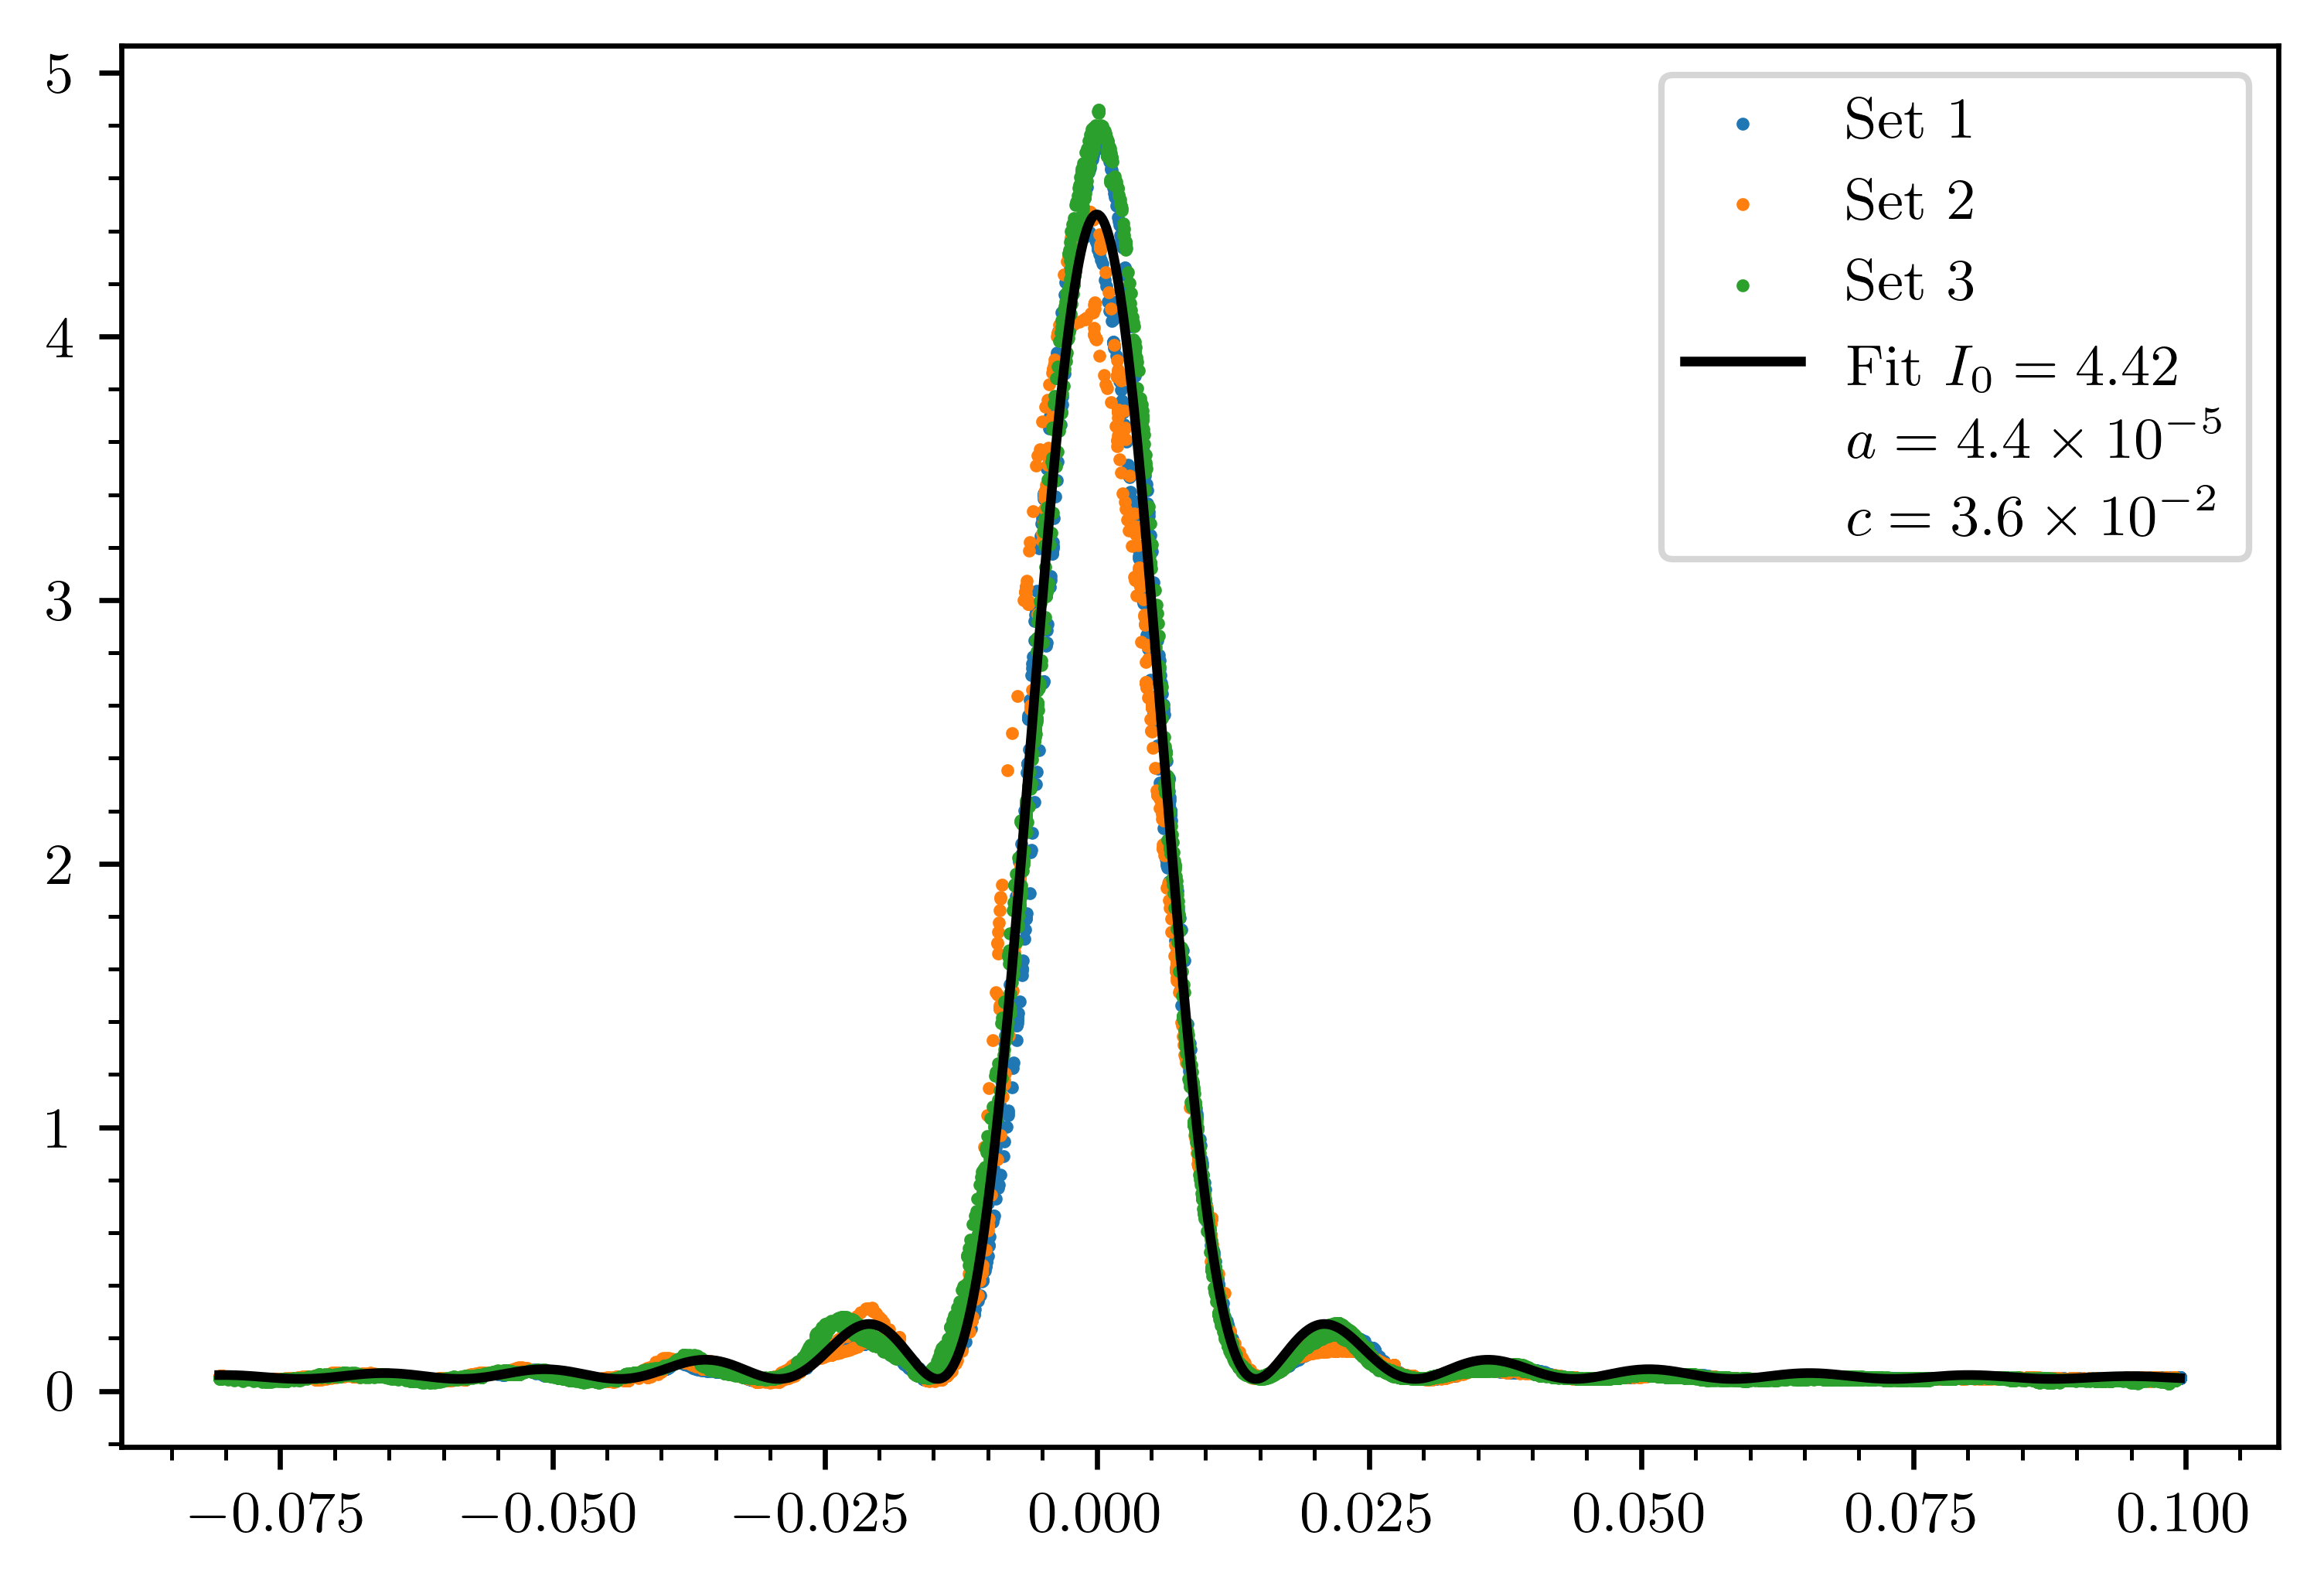 5
4
3
2
1
0
−0.075 −0.050 −0.025 0.000 0.025 0.050 0.075 0.100
Set 1
Set 2
Set 3
Fit I₀ = 4.42
a = 4.4 × 10⁻⁵
c = 3.6 × 10⁻²